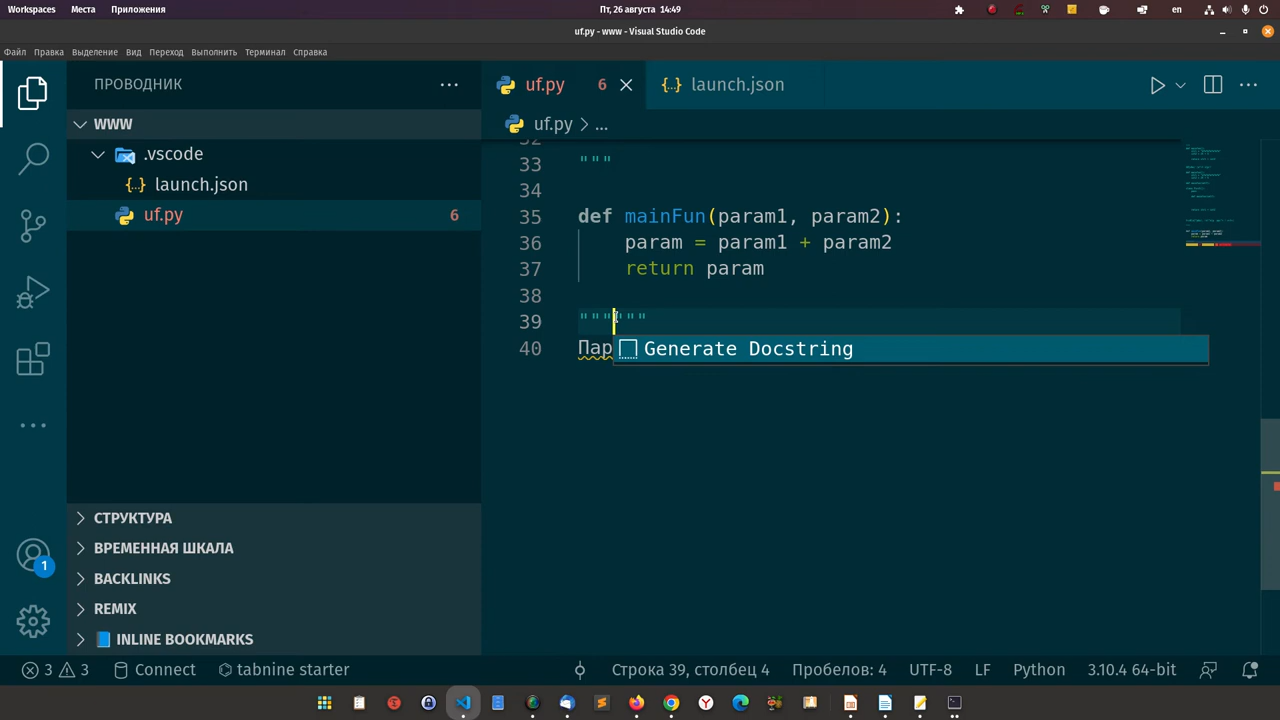 Workspaces Места Приложения Пт, 26 августа 14:49 en
uf.py - www - Visual Studio Code
Файл Правка Выделение Вид Переход Выполнить Терминал Справка
ПРОВОДНИК ...
uf.py 6 launch.json ...
WWW
uf.py > ...
.vscode
launch.json
uf.py 6
32
33 """
34
35 def mainFun(param1, param2):
36 param = param1 + param2
37 return param
38
39 """"""
40 Пар
Generate Docstring
...
СТРУКТУРА
ВРЕМЕННАЯ ШКАЛА
BACKLINKS
REMIX
INLINE BOOKMARKS
1
3 3 Connect tabnine starter Строка 39, столбец 4 Пробелов: 4 UTF-8 LF Python 3.10.4 64-bit